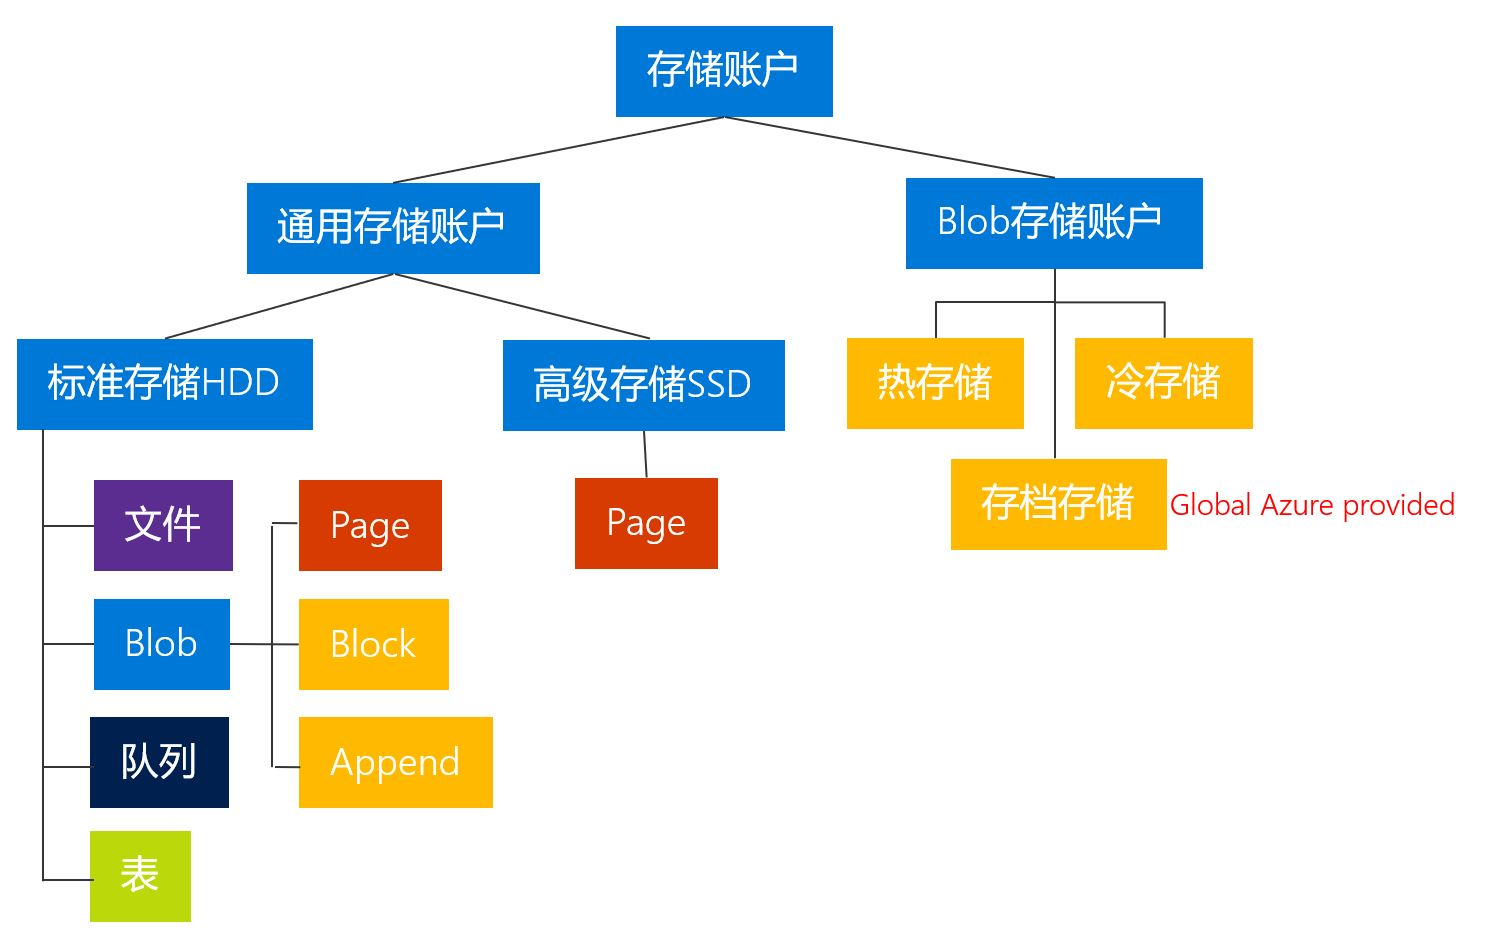 存储账户
通用存储账户
Blob存储账户
标准存储HDD
高级存储SSD
热存储
冷存储
文件
Page
Page
存档存储
Global Azure provided
Blob
Block
队列
Append
表